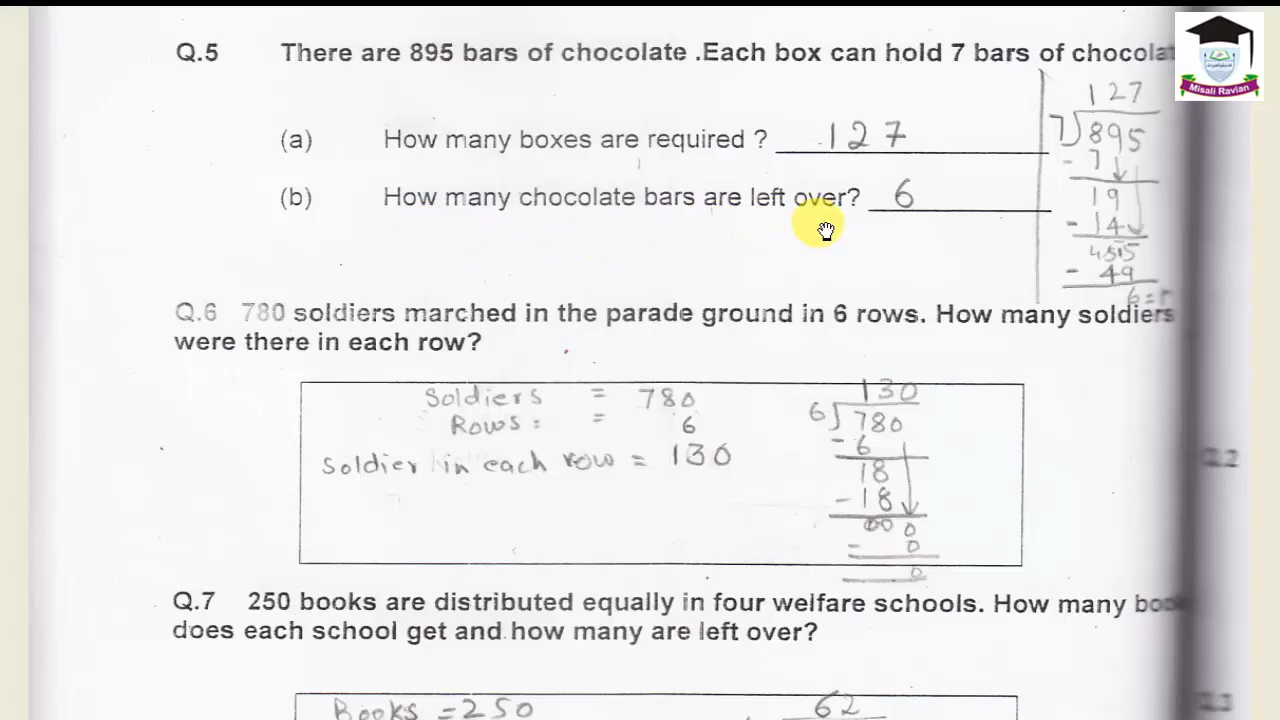 Q.5 There are 895 bars of chocolate .Each box can hold 7 bars of
127
7 895
(a) How many boxes are required ? 127
- 7
19
(b) How many chocolate bars are left over? 6
- 14
- 49
6 = r
Q.6 780 soldiers marched in the parade ground in 6 rows. How many soldiers
were there in each row?
Soldiers = 780
Rows: = 6
Soldier in each row = 130
130
6 780
- 6
18
- 18
00 0
- 0
0
Q.7 250 books are distributed equally in four welfare schools. How many
does each school get and how many are left over?
Books = 250
62
Misali Ravian
Q.2
Q.3